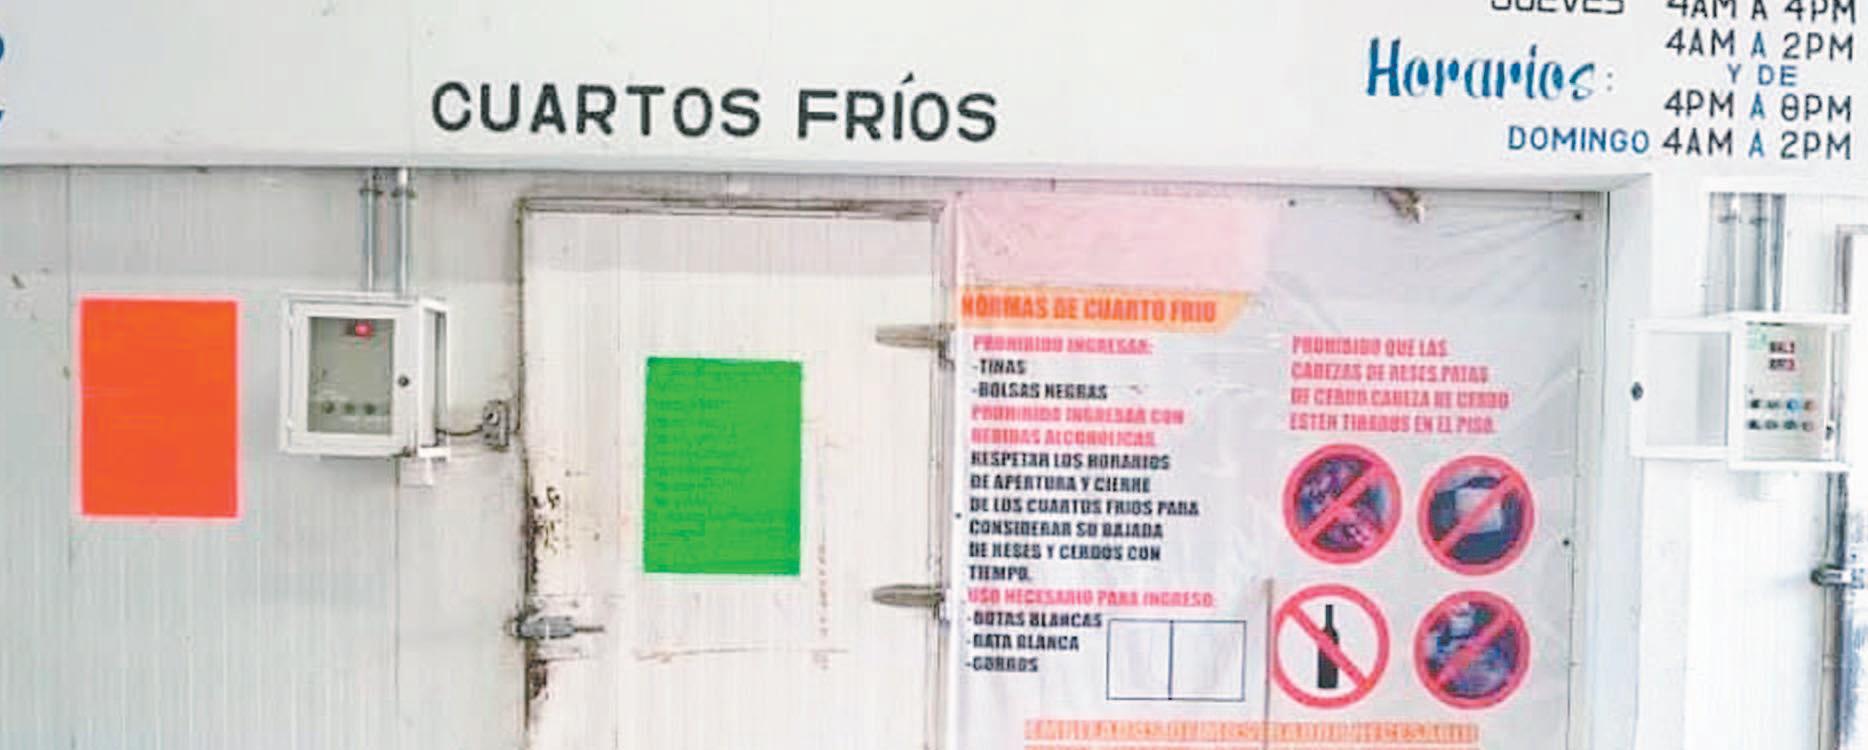 JUEVES 4AM A 4PM
4AM A 2PM
Y DE
4PM A 8PM
Horarios:
DOMINGO 4AM A 2PM
CUARTOS FRÍOS
NORMAS DE CUARTO FRIO
PROHIBIDO INGRESAR:
-TINAS
-BOLSAS NEGRAS
PROHIBIDO INGRESAR CON
BEBIDAS ALCOHOLICAS.
RESPETAR LOS HORARIOS
DE APERTURA Y CIERRE
DE LOS CUARTOS FRIOS PARA
CONSIDERAR SU BAJADA
DE RESES Y CERDOS CON
TIEMPO.
USO NECESARIO PARA INGRESO:
-BOTAS BLANCAS
-BATA BLANCA
-GORROS
PROHIBIDO QUE LAS
CABEZAS DE RESES,PATAS
DE CERDO,CABEZA DE CERDO
ESTEN TIRADOS EN EL PISO.